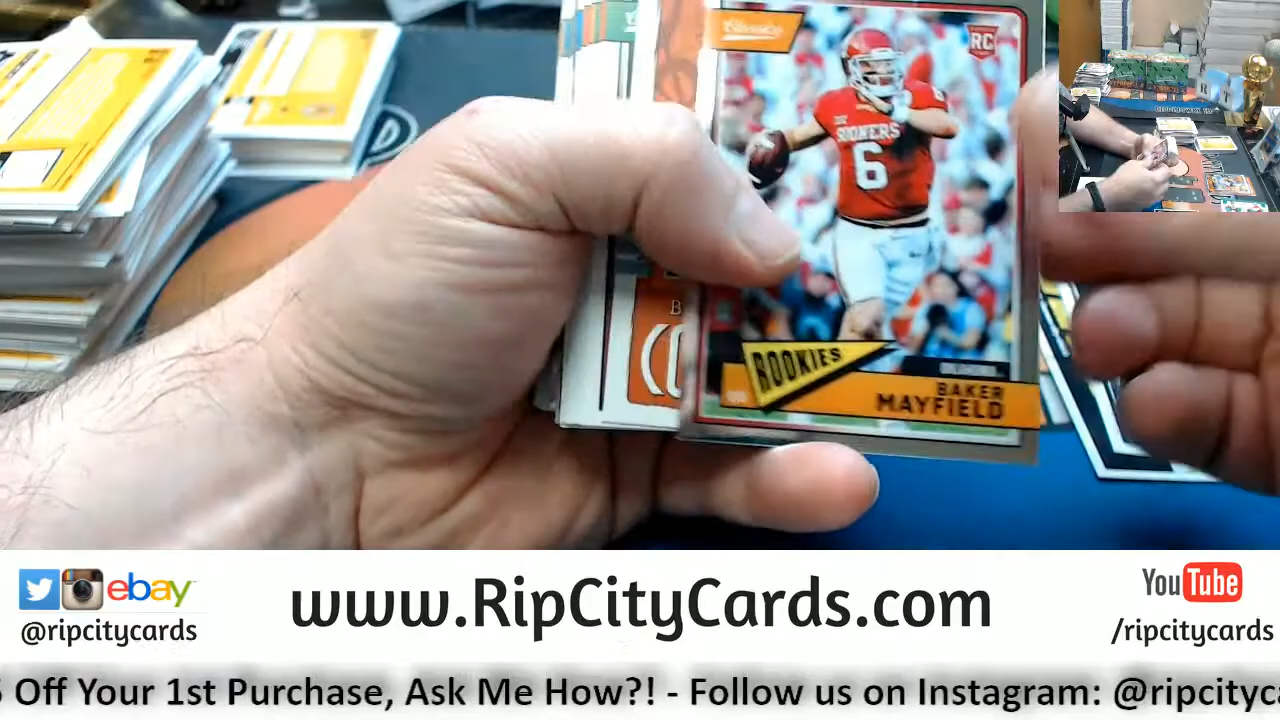 Classics
RC
SOONERS
6
ROOKIES
BAKER
MAYFIELD
ebay
@ripcitycards
www.RipCityCards.com
YouTube
/ripcitycards
Off Your 1st Purchase, Ask Me How?! - Follow us on Instagram: @ripcityca